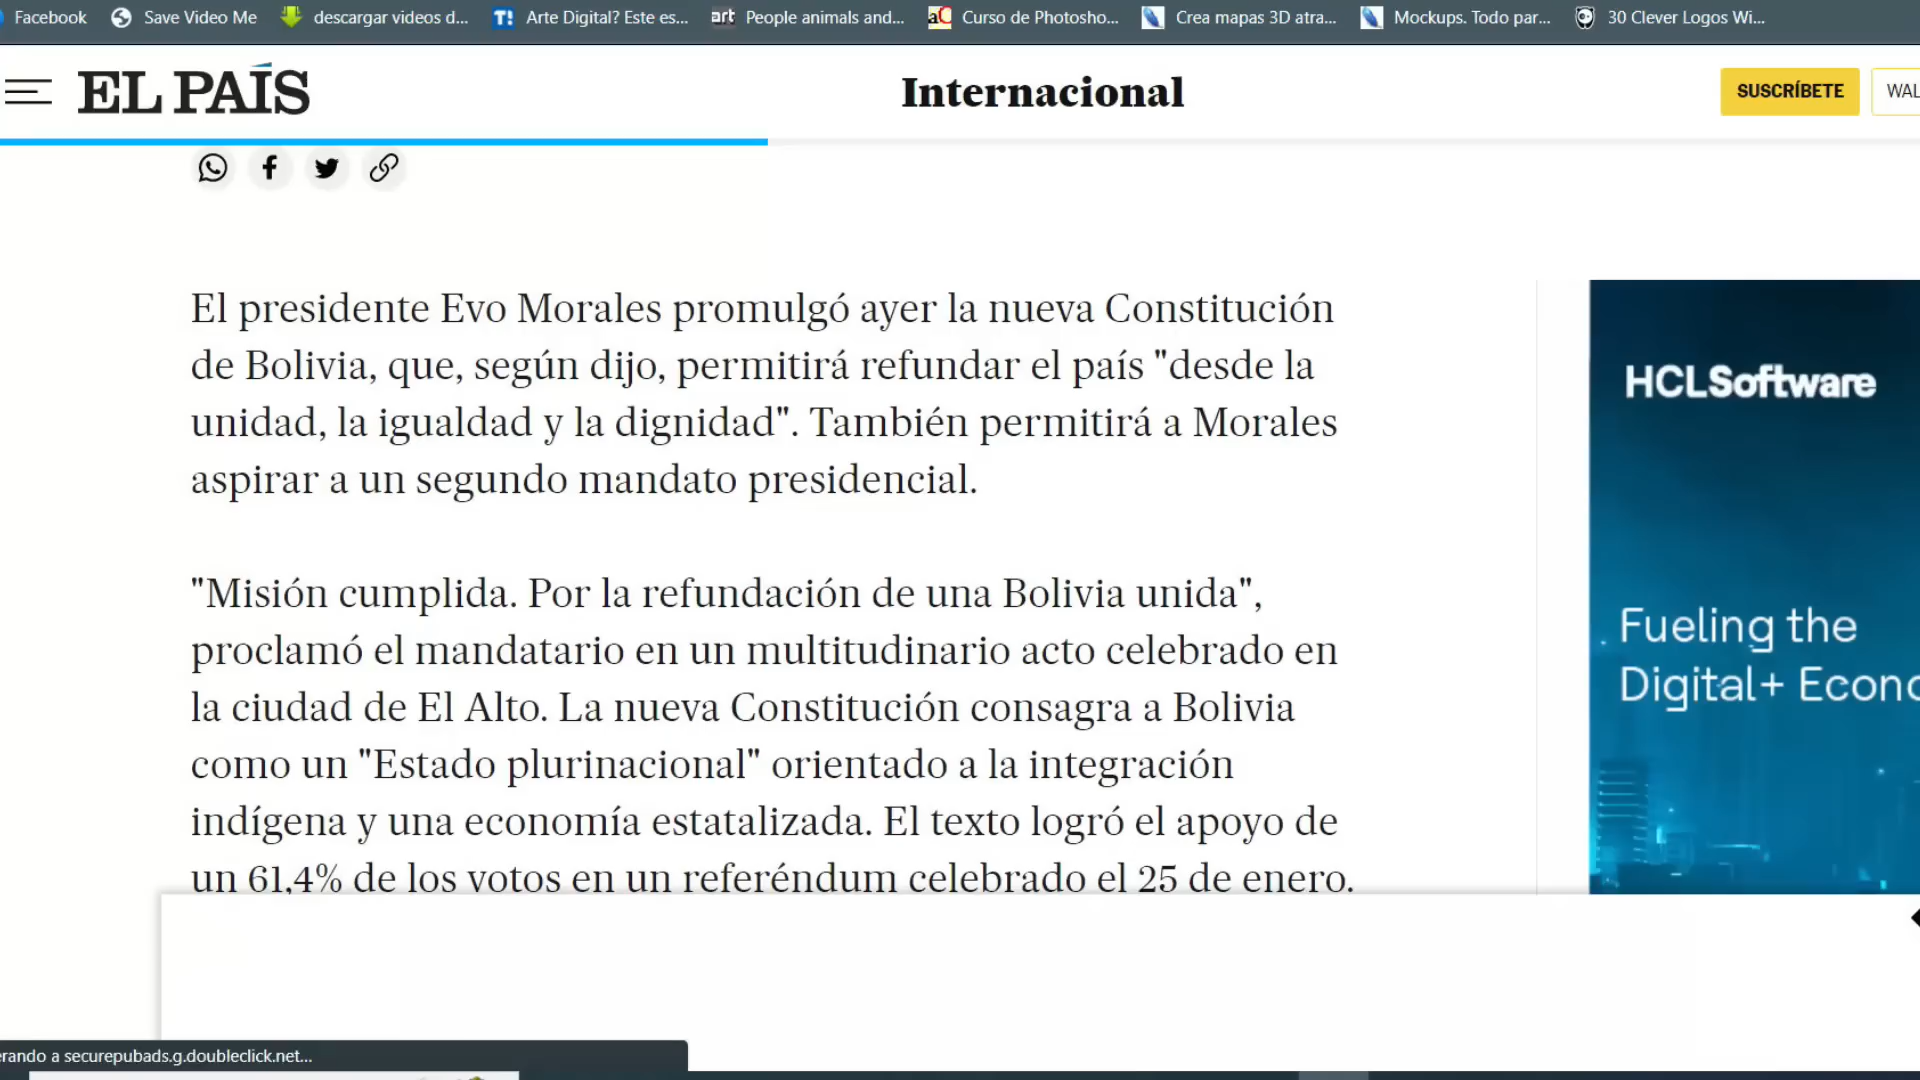 Facebook Save Video Me descargar videos d... Arte Digital? Este es... People animals and... Curso de Photosho... Crea mapas 3D atra... Mockups. Todo par... 30 Clever Logos Wi...
EL PAÍS Internacional SUSCRÍBETE
El presidente Evo Morales promulgó ayer la nueva Constitución
de Bolivia, que, según dijo, permitirá refundar el país "desde la
unidad, la igualdad y la dignidad". También permitirá a Morales
aspirar a un segundo mandato presidencial.
"Misión cumplida. Por la refundación de una Bolivia unida",
proclamó el mandatario en un multitudinario acto celebrado en
la ciudad de El Alto. La nueva Constitución consagra a Bolivia
como un "Estado plurinacional" orientado a la integración
indígena y una economía estatalizada. El texto logró el apoyo de
un 61,4% de los votos en un referéndum celebrado el 25 de enero.
HCLSoftware
Fueling the
Digital+ Econo
erando a securepubads.g.doubleclick.net...